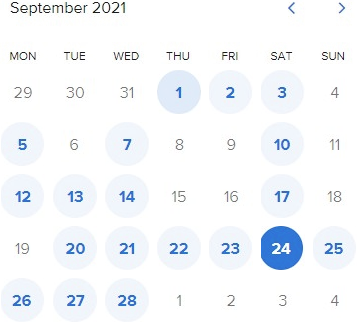 September 2021
MON TUE WED THU FRI SAT SUN
29 30 31 1 2 3 4
5 6 7 8 9 10 11
12 13 14 15 16 17 18
19 20 21 22 23 24 25
26 27 28 1 2 3 4